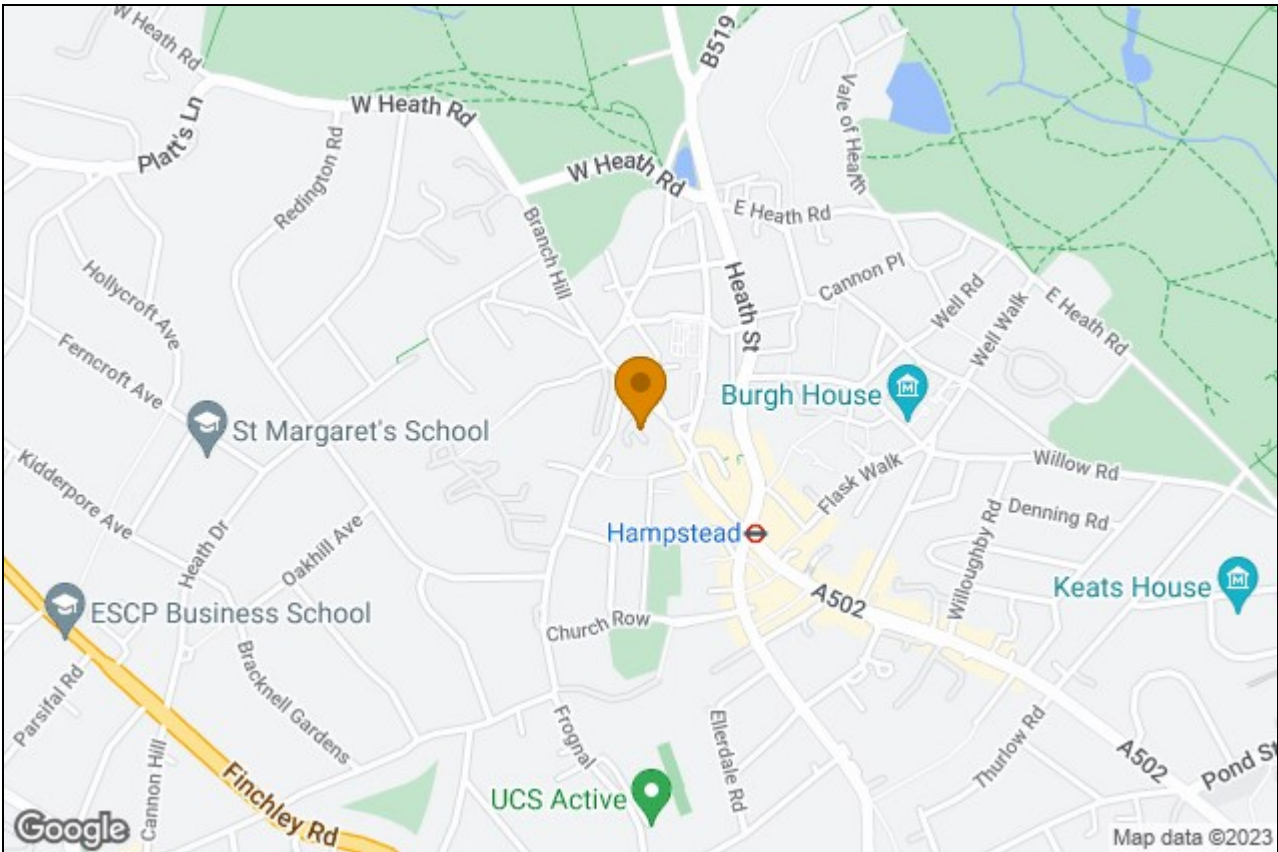 W Heath Rd
B519
W Heath Rd
Platt's Ln
Redington Rd
W Heath Rd
Vale of Health
E Heath Rd
Branch Hill
Hollycroft Ave
Heath St
Cannon Pl
Well Rd
Well Walk
E Heath Rd
Ferncroft Ave
Burgh House
M
St Margaret's School
Kidderpore Ave
Flask Walk
Willow Rd
Heath Dr
Oakhill Ave
Hampstead
Willoughby Rd
Denning Rd
Keats House
M
ESCP Business School
A502
Church Row
Parsifal Rd
Bracknell Gardens
Frognal
Ellerdale Rd
Thurlow Rd
A502
Pond St
Cannon Hill
Finchley Rd
UCS Active
Google
Map data ©2023